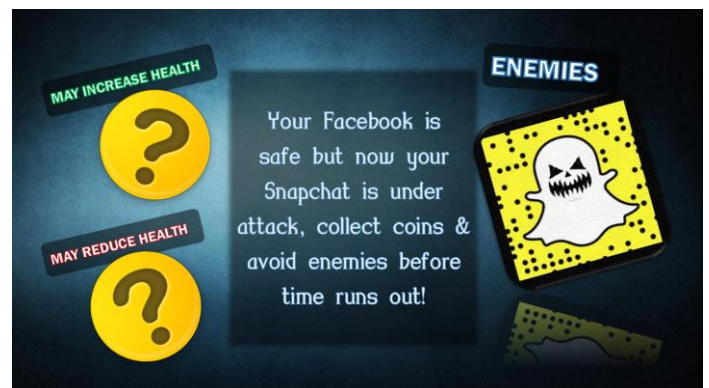 MAY INCREASE HEALTH
?
MAY REDUCE HEALTH
?
Your Facebook is
safe but now your
Snapchat is under
attack, collect coins &
avoid enemies before
time runs out!
ENEMIES